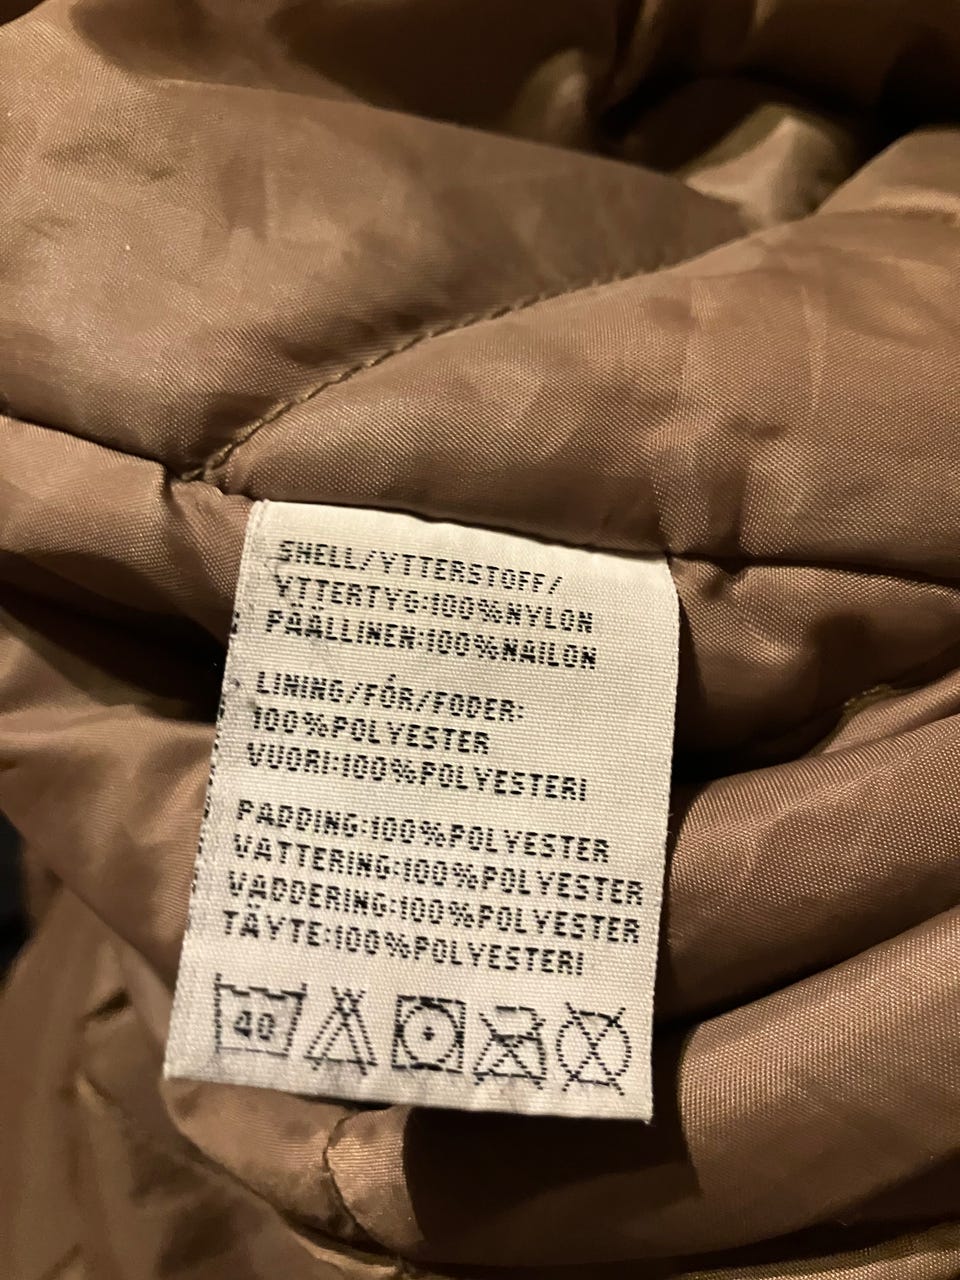 SHELL/YTTERSTOFF/
YTTERTYG:100%NYLON
PÄÄLLINEN:100%NAILON
LINING/FÓR/FODER:
100%POLYESTER
VUORI:100%POLYESTERI
PADDING:100%POLYESTER
VATTERING:100%POLYESTER
VADDERING:100%POLYESTER
TÄYTE:100%POLYESTERI
40